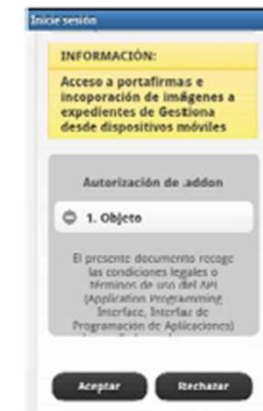 Inicie sesión
INFORMACIÓN:
Acceso a portafirmas e
incoporación de imágenes a
expedientes de Gestiona
desde dispositivos móviles
Autorización de .addon
1. Objeto
El presente documento recoge
las condiciones legales o
términos de uso del API
(Application Programming
Interface, Interfaz de
Programación de Aplicaciones)
Aceptar
Rechazar